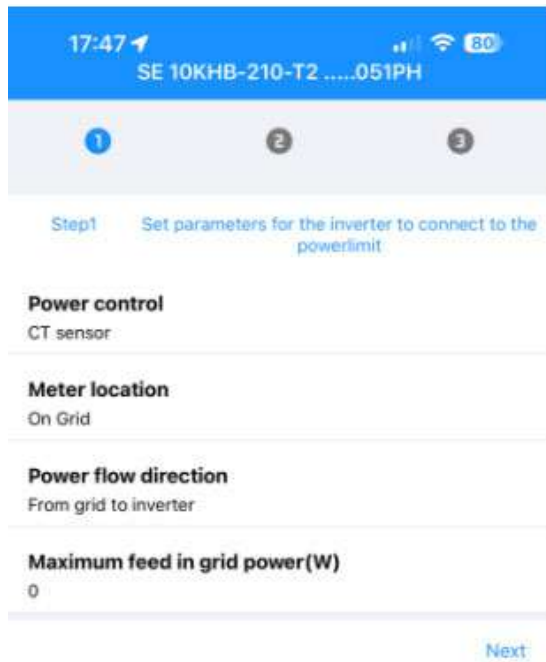 17:47 80
SE 10KHB-210-T2 .....051PH
1 2 3
Step1 Set parameters for the inverter to connect to the
powerlimit
Power control
CT sensor
Meter location
On Grid
Power flow direction
From grid to inverter
Maximum feed in grid power(W)
0
Next